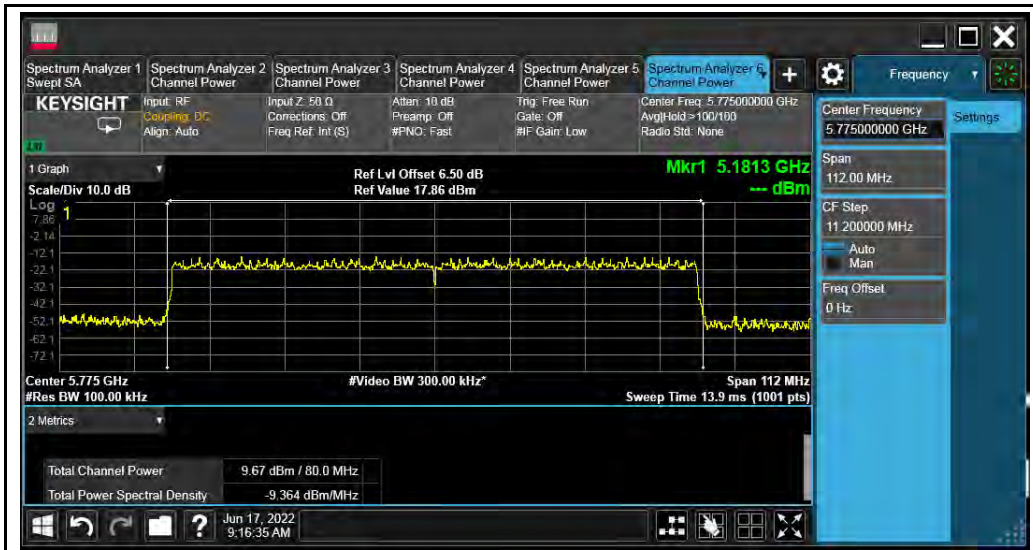 Spectrum Analyzer 1 Spectrum Analyzer 2 Spectrum Analyzer 3 Spectrum Analyzer 4 Spectrum Analyzer 5 Spectrum Analyzer 6
Swept SA Channel Power Channel Power Channel Power Channel Power Channel Power +
Frequency
KEYSIGHT Input: RF Input Z: 50 Ω Atten: 10 dB Trig: Free Run Center Freq: 5.775000000 GHz
Coupling: DC Corrections: Off Preamp: Off Gate: Off Avg|Hold:>100/100
Align: Auto Freq Ref: Int (S) #PNO: Fast #IF Gain: Low Radio Std: None
Center Frequency
5.775000000 GHz
Settings
Span
112.00 MHz
CF Step
11.200000 MHz
Auto
Man
Freq Offset
0 Hz
1 Graph Ref Lvl Offset 6.50 dB Mkr1 5.1813 GHz
Scale/Div 10.0 dB Ref Value 17.86 dBm --- dBm
Log
7.86
1
-2.14
-12.1
-22.1
-32.1
-42.1
-52.1
-62.1
-72.1
Center 5.775 GHz #Video BW 300.00 kHz* Span 112 MHz
#Res BW 100.00 kHz Sweep Time 13.9 ms (1001 pts)
2 Metrics
Total Channel Power 9.67 dBm / 80.0 MHz
Total Power Spectral Density -9.364 dBm/MHz
? Jun 17, 2022
9:16:35 AM